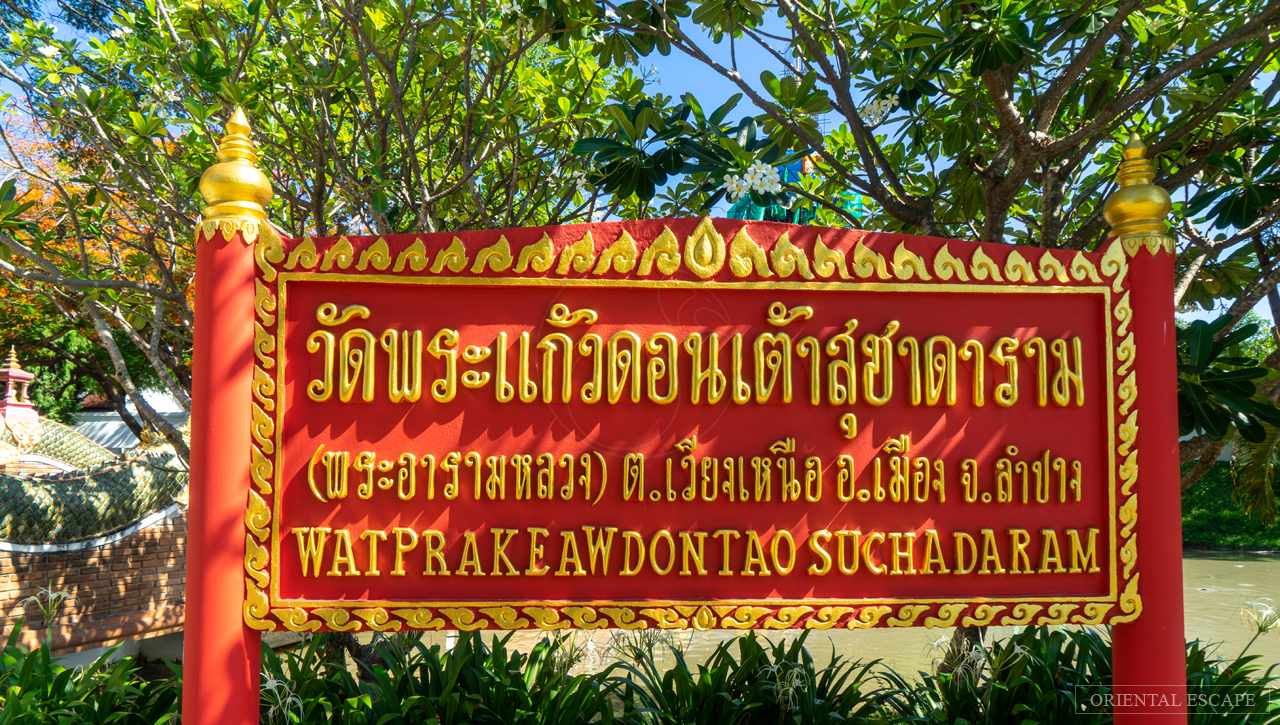 วัดพระแก้วดอนเต้าสุชาดาราม
(พระอารามหลวง) ต.เวียงเหนือ อ.เมือง จ.ลำปาง
WATPRAKEAWDONTAO SUCHADARAM
ORIENTAL ESCAPE